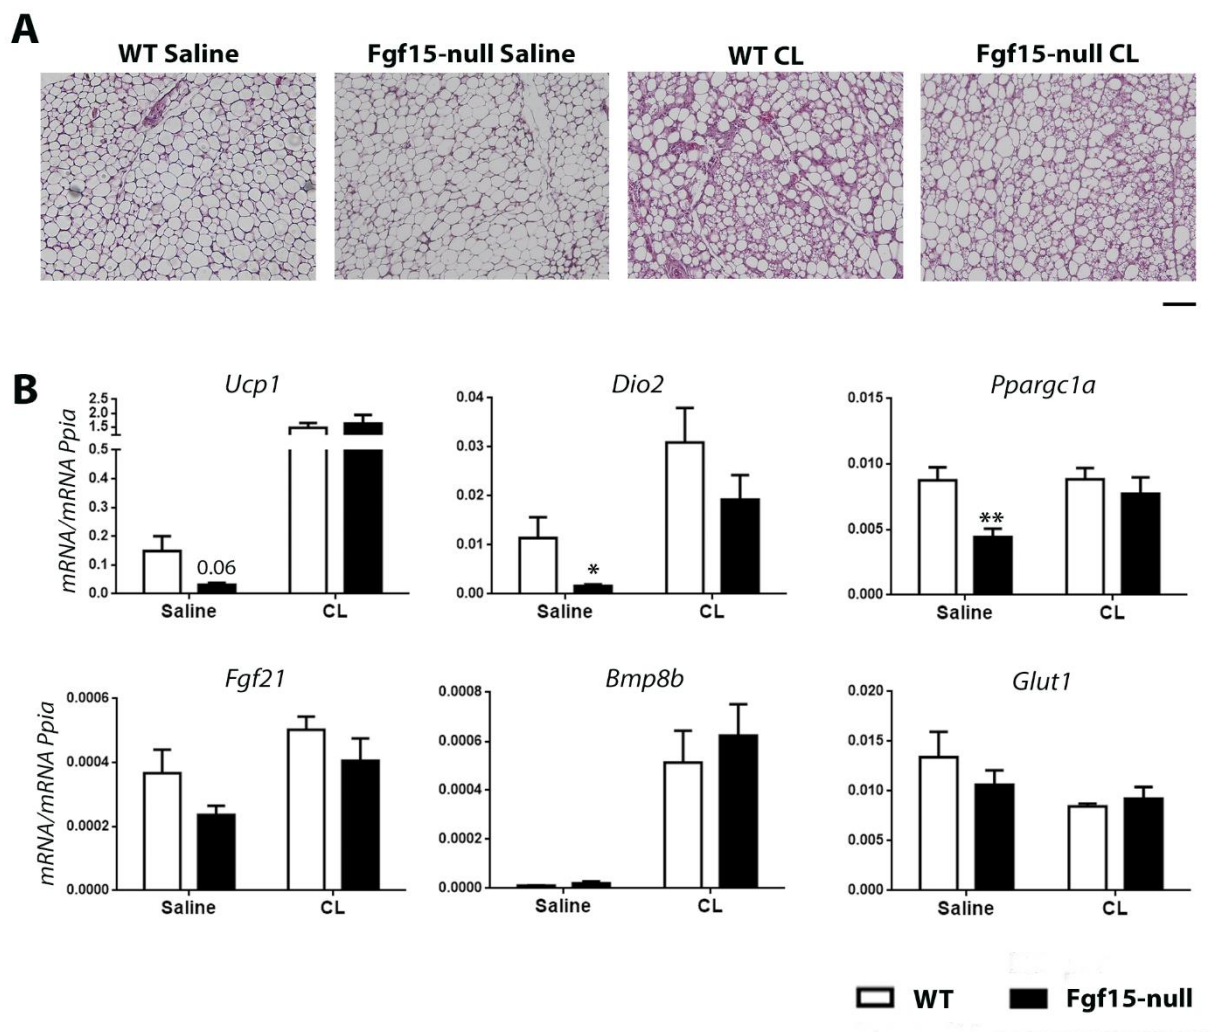 A
WT Saline
Fgf15-null Saline
WT CL
Fgf15-null CL
B
Ucp1
mRNA/mRNA Ppia
2.5
2.0
1.5
0.5
0.4
0.3
0.2
0.1
0.0
0.06
Saline
CL
Dio2
0.04
0.03
0.02
0.01
0.00
*
Saline
CL
Ppargc1a
0.015
0.010
0.005
0.000
**
Saline
CL
Fgf21
mRNA/mRNA Ppia
0.0006
0.0004
0.0002
0.0000
Saline
CL
Bmp8b
0.0008
0.0006
0.0004
0.0002
0.0000
Saline
CL
Glut1
0.020
0.015
0.010
0.005
0.000
Saline
CL
WT
Fgf15-null